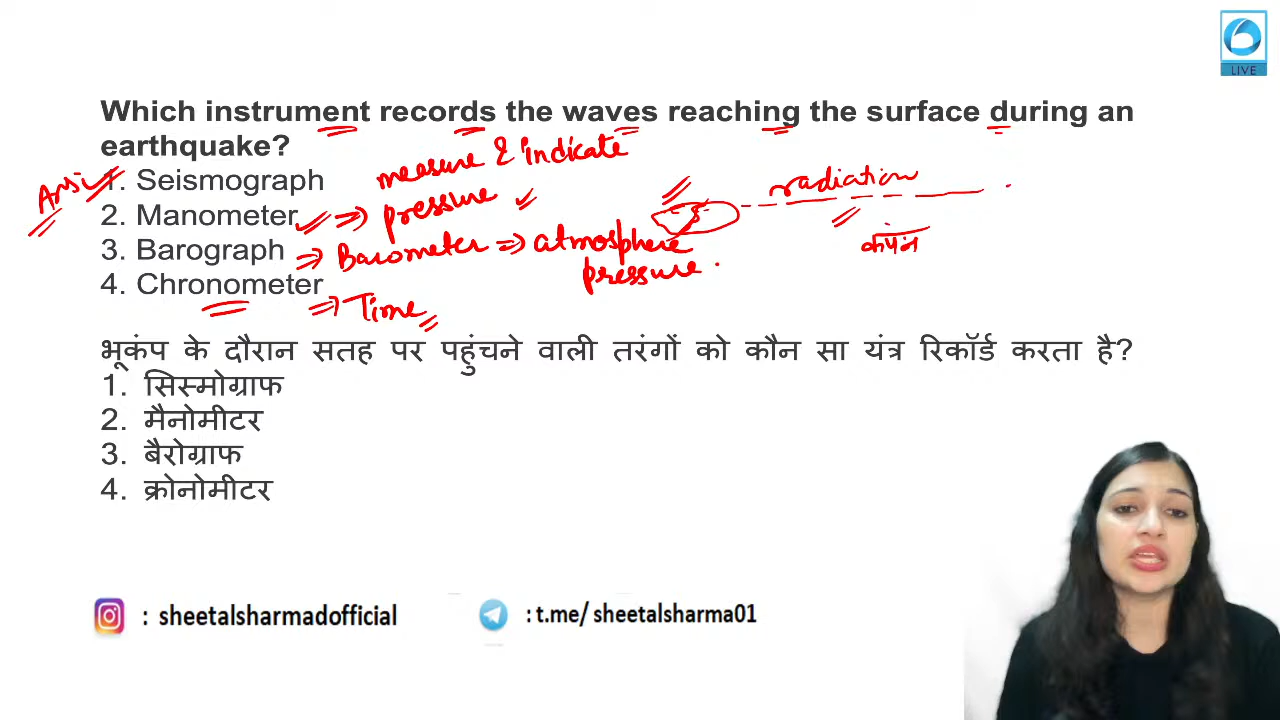 LIVE
Which instrument records the waves reaching the surface during an
earthquake?
Ans: 1. Seismograph
measure & indicate
2. Manometer => pressure
radiation
3. Barograph => Barometer => atmosphere
pressure.
4. Chronometer => Time
भूकंप के दौरान सतह पर पहुंचने वाली तरंगों को कौन सा यंत्र रिकॉर्ड करता है?
1. सिस्मोग्राफ
2. मैनोमीटर
3. बैरोग्राफ
4. क्रोनोमीटर
: sheetalsharmadofficial
: t.me/ sheetalsharma01